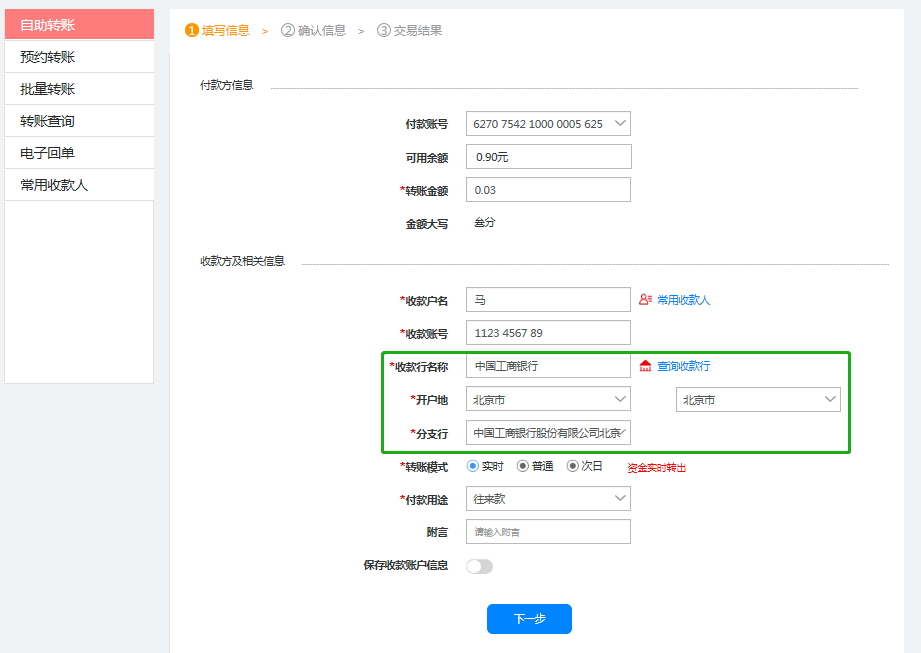 自助转账
预约转账
批量转账
转账查询
电子回单
常用收款人
1 填写信息 > 2 确认信息 > 3 交易结果
付款方信息
付款账号 6270 7542 1000 0005 625
可用余额 0.90元
*转账金额 0.03
金额大写 叁分
收款方及相关信息
*收款户名 马 常用收款人
*收款账号 1123 4567 89
*收款行名称 中国工商银行 查询收款行
*开户地 北京市 北京市
*分支行 中国工商银行股份有限公司北京
*转账模式 实时 普通 次日 资金实时转出
*付款用途 往来款
附言 请输入附言
保存收款账户信息
下一步